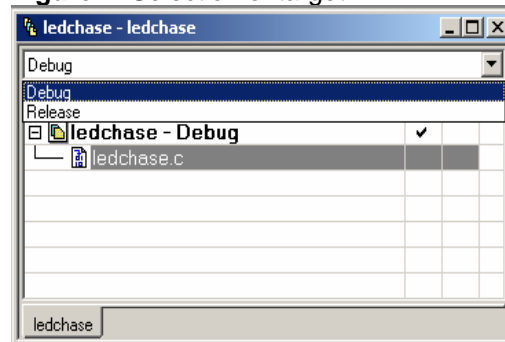 ledchase - ledchase
Debug
Debug
Release
ledchase - Debug
ledchase.c
ledchase